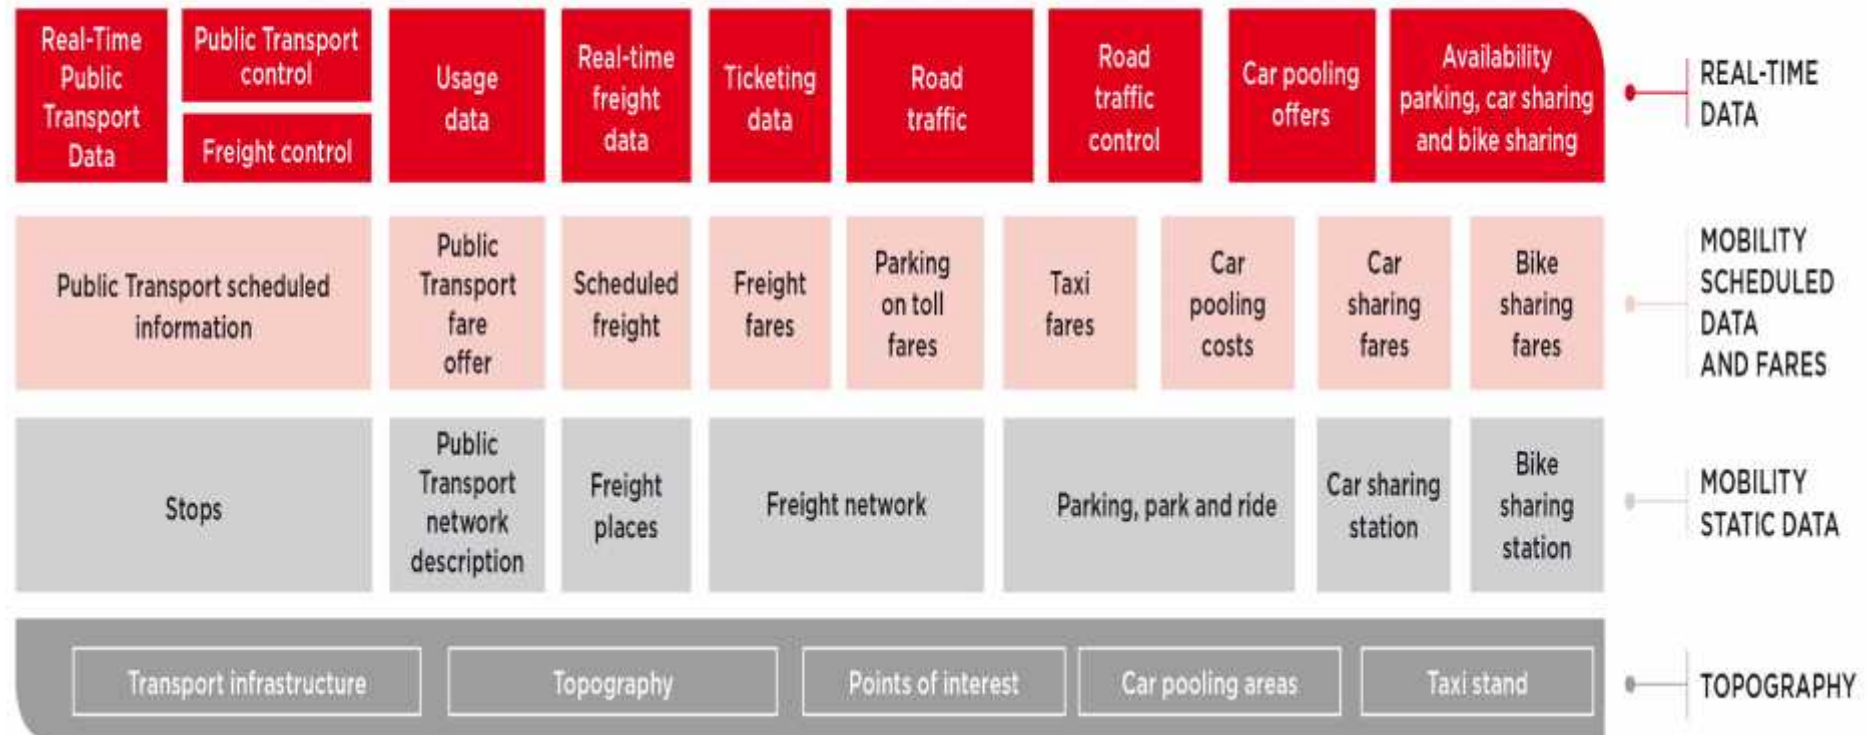 Real-Time
Public
Transport
Data
Public Transport
control
Freight control
Usage
data
Real-time
freight
data
Ticketing
data
Road
traffic
Road
traffic
control
Car pooling
offers
Availability
parking, car sharing
and bike sharing
REAL-TIME
DATA
Public Transport scheduled
information
Public
Transport
fare
offer
Scheduled
freight
Freight
fares
Parking
on toll
fares
Taxi
fares
Car
pooling
costs
Car
sharing
fares
Bike
sharing
fares
MOBILITY
SCHEDULED
DATA
AND FARES
Stops
Public
Transport
network
description
Freight
places
Freight network
Parking, park and ride
Car sharing
station
Bike
sharing
station
MOBILITY
STATIC DATA
Transport infrastructure
Topography
Points of interest
Car pooling areas
Taxi stand
TOPOGRAPHY